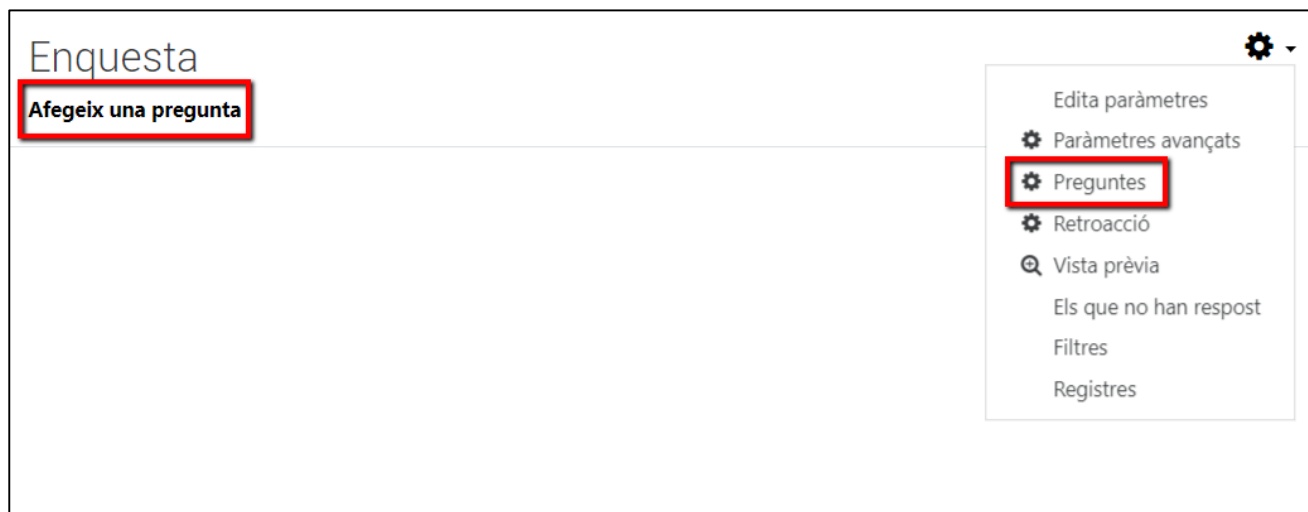 Enquesta
Afegeix una pregunta
Edita paràmetres
Paràmetres avançats
Preguntes
Retroacció
Vista prèvia
Els que no han respost
Filtres
Registres